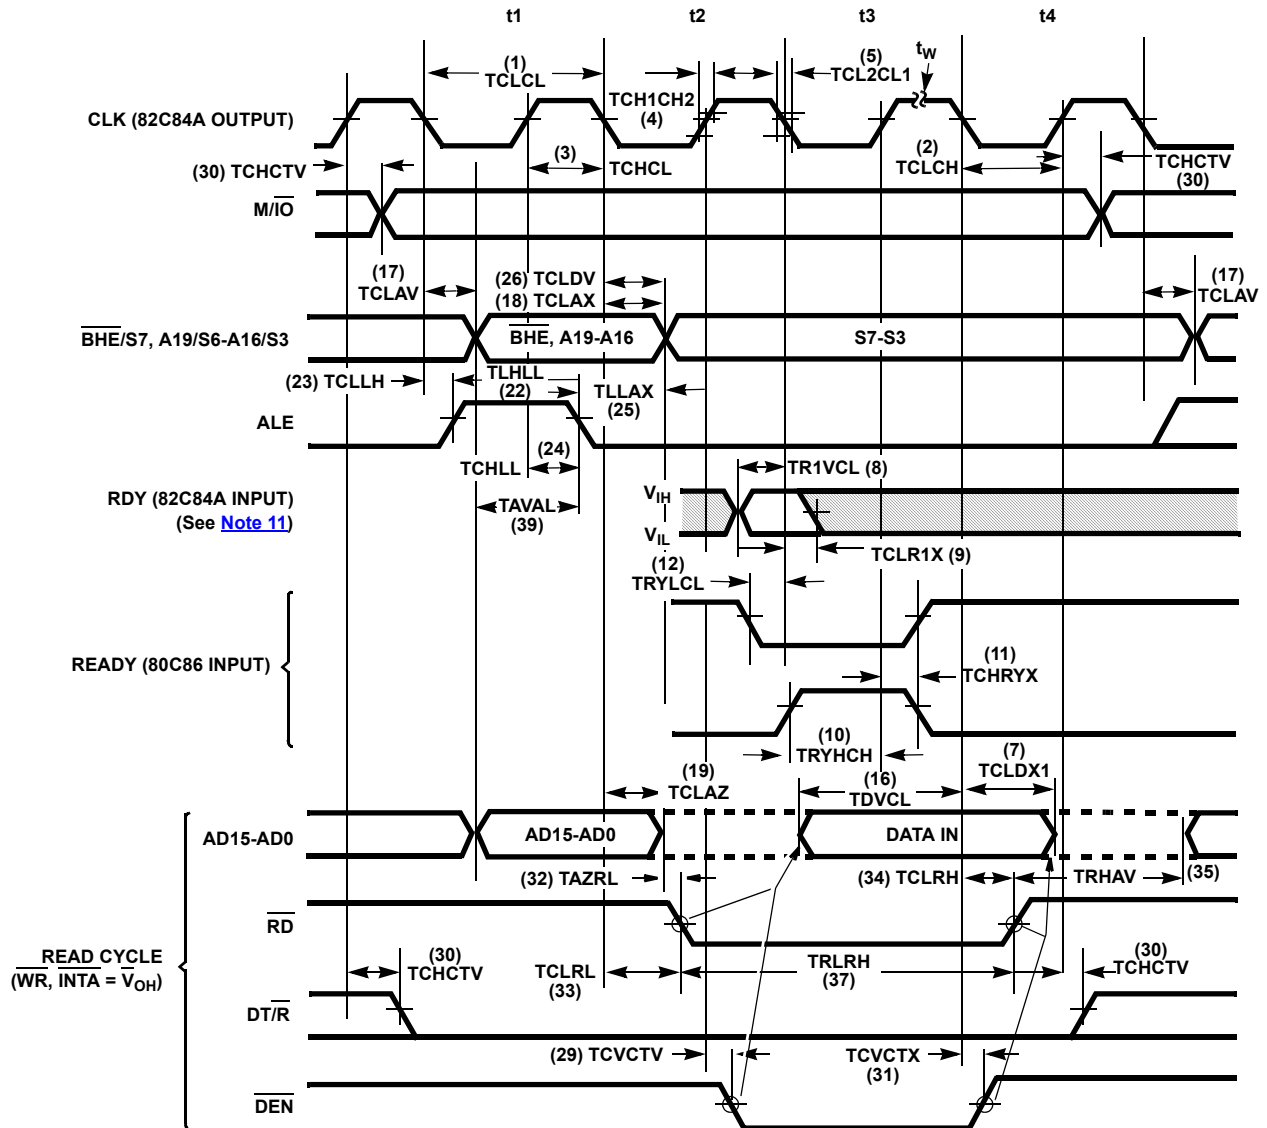 t1
t2
t3
t4
(1)
TCLCL
TCH1CH2
(4)
(5)
TCL2CL1
tW
CLK (82C84A OUTPUT)
(30) TCHCTV
(3)
TCHCL
(2)
TCLCH
TCHCTV
(30)
M/IO
(17)
TCLAV
(26) TCLDV
(18) TCLAX
(17)
TCLAV
BHE/S7, A19/S6-A16/S3
BHE, A19-A16
S7-S3
(23) TCLLH
TLHLL
(22)
TLLAX
(25)
ALE
TCHLL
(24)
TR1VCL (8)
RDY (82C84A INPUT)
(See Note 11)
VIH
VIL
TAVAL
(39)
TCLR1X (9)
(12)
TRYLCL
READY (80C86 INPUT)
(11)
TCHRYX
(10)
TRYHCH
(7)
TCLDX1
(19)
TCLAZ
(16)
TDVCL
AD15-AD0
AD15-AD0
DATA IN
(32) TAZRL
(34) TCLRH
TRHAV
(35)
RD
READ CYCLE
(WR, INTA = VOH)
(30)
TCHCTV
TCLRL
(33)
TRLRH
(37)
(30)
TCHCTV
DT/R
(29) TCVCTV
TCVCTX
(31)
DEN